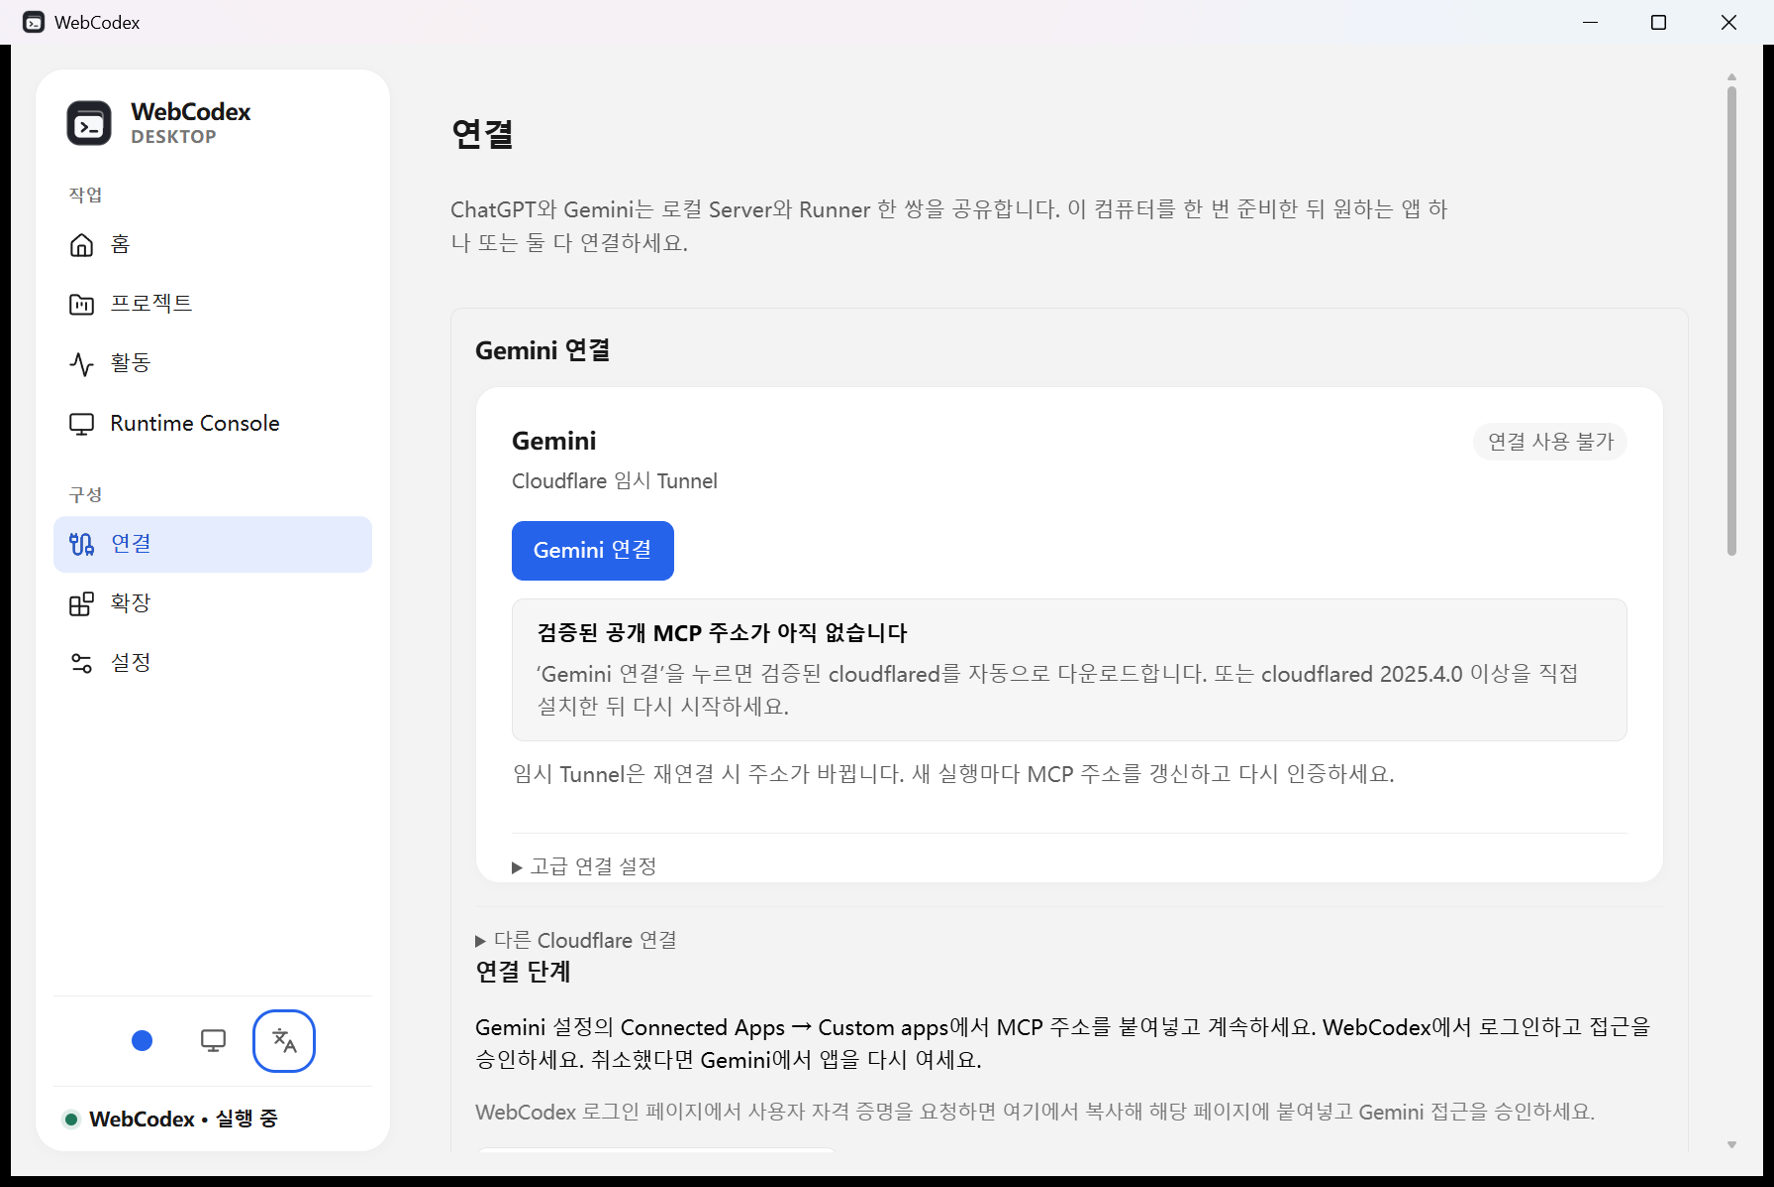 WebCodex
WebCodex
DESKTOP
작업
홈
프로젝트
활동
Runtime Console
구성
연결
확장
설정
WebCodex • 실행 중
연결
ChatGPT와 Gemini는 로컬 Server와 Runner 한 쌍을 공유합니다. 이 컴퓨터를 한 번 준비한 뒤 원하는 앱 하
나 또는 둘 다 연결하세요.
Gemini 연결
Gemini
연결 사용 불가
Cloudflare 임시 Tunnel
Gemini 연결
검증된 공개 MCP 주소가 아직 없습니다
‘Gemini 연결’을 누르면 검증된 cloudflared를 자동으로 다운로드합니다. 또는 cloudflared 2025.4.0 이상을 직접
설치한 뒤 다시 시작하세요.
임시 Tunnel은 재연결 시 주소가 바뀝니다. 새 실행마다 MCP 주소를 갱신하고 다시 인증하세요.
▶ 고급 연결 설정
▶ 다른 Cloudflare 연결
연결 단계
Gemini 설정의 Connected Apps → Custom apps에서 MCP 주소를 붙여넣고 계속하세요. WebCodex에서 로그인하고 접근을
승인하세요. 취소했다면 Gemini에서 앱을 다시 여세요.
WebCodex 로그인 페이지에서 사용자 자격 증명을 요청하면 여기에서 복사해 해당 페이지에 붙여넣고 Gemini 접근을 승인하세요.